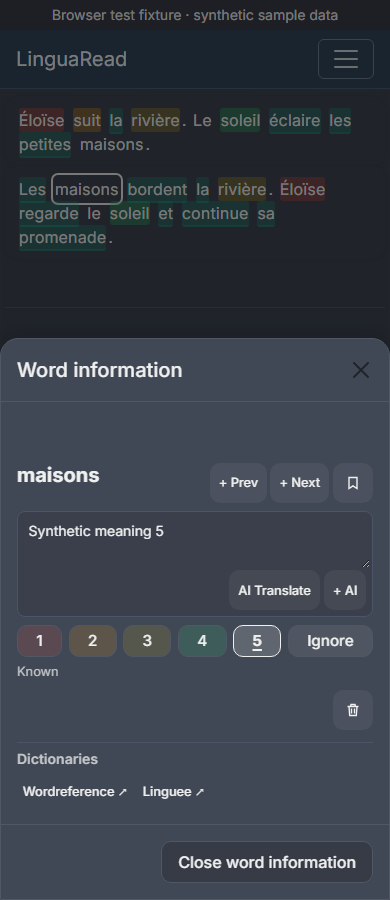 Browser test fixture · synthetic sample data
LinguaRead
Éloïse suit la rivière. Le soleil éclaire les
petites maisons.
Les maisons bordent la rivière. Éloïse
regarde le soleil et continue sa
promenade.
Word information
maisons
+ Prev + Next
Synthetic meaning 5
AI Translate + AI
1 2 3 4 5 Ignore
Known
Dictionaries
Wordreference ↗ Linguee ↗
Close word information